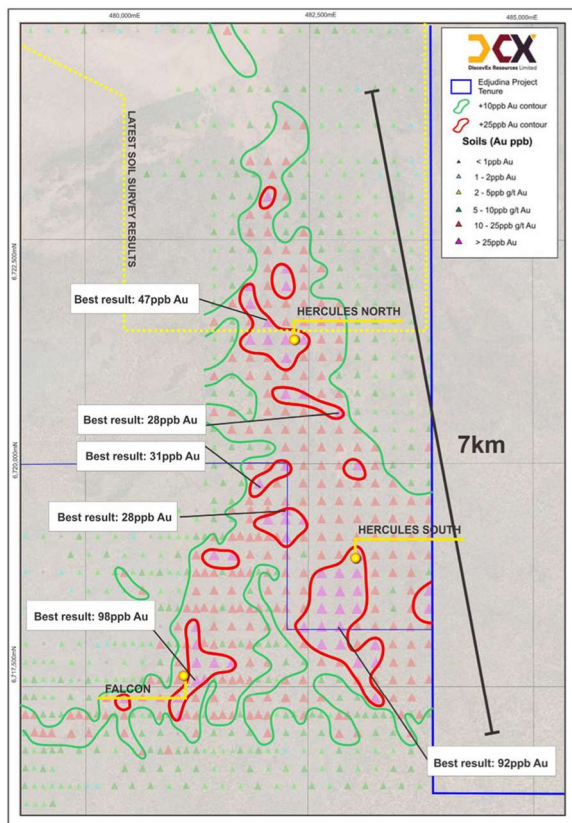 480,000mE
482,500mE
485,000mE
DCX
DiscovEx Resources Limited
Edjudina Project
Tenure
+10ppb Au contour
+25ppb Au contour
Soils (Au ppb)
< 1ppb Au
1 - 2ppb Au
2 - 5ppb g/t Au
5 - 10ppb g/t Au
10 - 25ppb g/t Au
> 25ppb Au
LATEST SOIL SURVEY RESULTS
6,722,500mN
Best result: 47ppb Au
HERCULES NORTH
Best result: 28ppb Au
7km
Best result: 31ppb Au
6,720,000mN
Best result: 28ppb Au
HERCULES SOUTH
Best result: 98ppb Au
6,717,500mN
FALCON
Best result: 92ppb Au